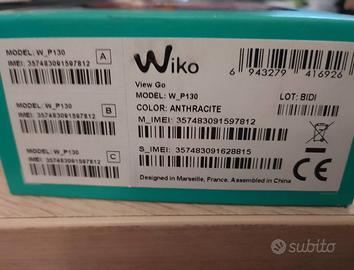 MODEL: W_P130
IMEI: 357483091597812
A
MODEL: W_P130
IMEI: 357483091597812
B
MODEL: W_P130
IMEI: 357483091597812
C
Wiko
View Go
MODEL: W_P130
COLOR: ANTHRACITE
M_IMEI: 357483091597812
S_IMEI: 357483091628815
Designed in Marseille, France. Assembled in China
6 943279 416926
LOT: BIDI
CE
subito